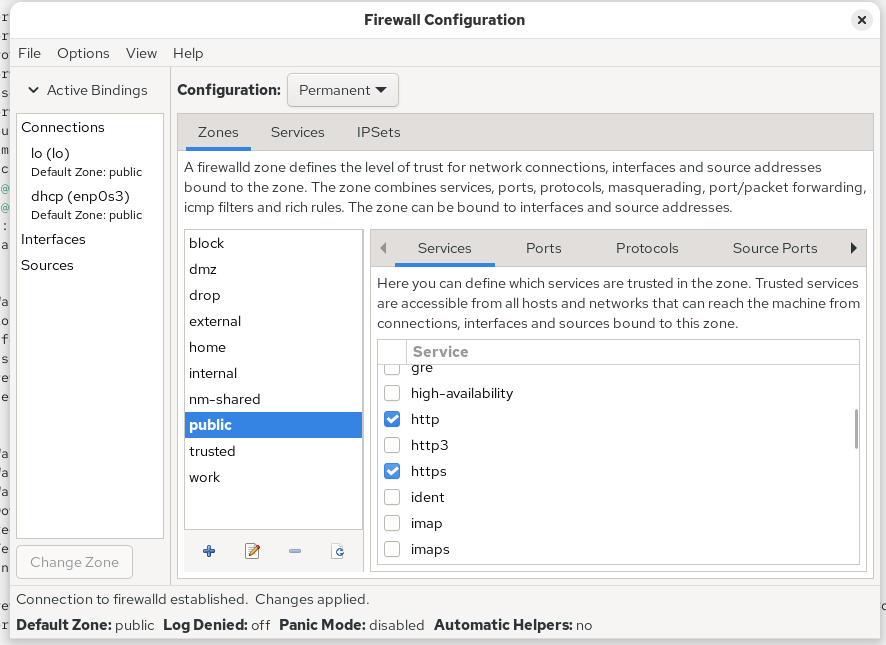 Firewall Configuration
File Options View Help
Active Bindings
Configuration: Permanent
Connections
lo (lo)
Default Zone: public
dhcp (enp0s3)
Default Zone: public
Interfaces
Sources
Change Zone
Zones Services IPSets
A firewalld zone defines the level of trust for network connections, interfaces and source addresses
bound to the zone. The zone combines services, ports, protocols, masquerading, port/packet forwarding,
icmp filters and rich rules. The zone can be bound to interfaces and source addresses.
block
dmz
drop
external
home
internal
nm-shared
public
trusted
work
Services Ports Protocols Source Ports
Here you can define which services are trusted in the zone. Trusted services
are accessible from all hosts and networks that can reach the machine from
connections, interfaces and sources bound to this zone.
Service
gre
high-availability
http
http3
https
ident
imap
imaps
Connection to firewalld established. Changes applied.
Default Zone: public Log Denied: off Panic Mode: disabled Automatic Helpers: no